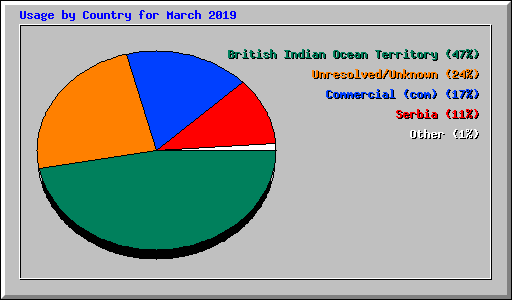 Usage by Country for March 2019
British Indian Ocean Territory (47%)
Unresolved/Unknown (24%)
Commercial (com) (17%)
Serbia (11%)
Other (1%)